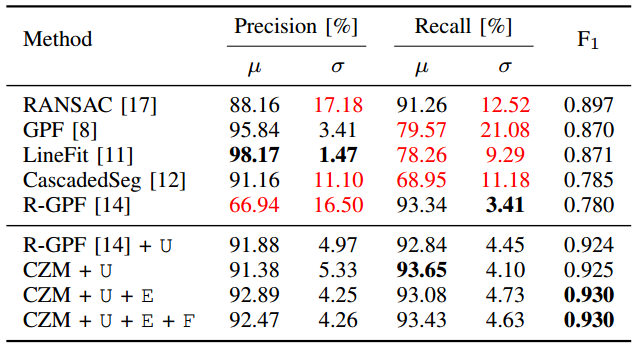 Method Precision [%] Recall [%] F1
μ σ μ σ
RANSAC [17] 88.16 17.18 91.26 12.52 0.897
GPF [8] 95.84 3.41 79.57 21.08 0.870
LineFit [11] 98.17 1.47 78.26 9.29 0.871
CascadedSeg [12] 91.16 11.10 68.95 11.18 0.785
R-GPF [14] 66.94 16.50 93.34 3.41 0.780
R-GPF [14] + U 91.88 4.97 92.84 4.45 0.924
CZM + U 91.38 5.33 93.65 4.10 0.925
CZM + U + E 92.89 4.25 93.08 4.73 0.930
CZM + U + E + F 92.47 4.26 93.43 4.63 0.930